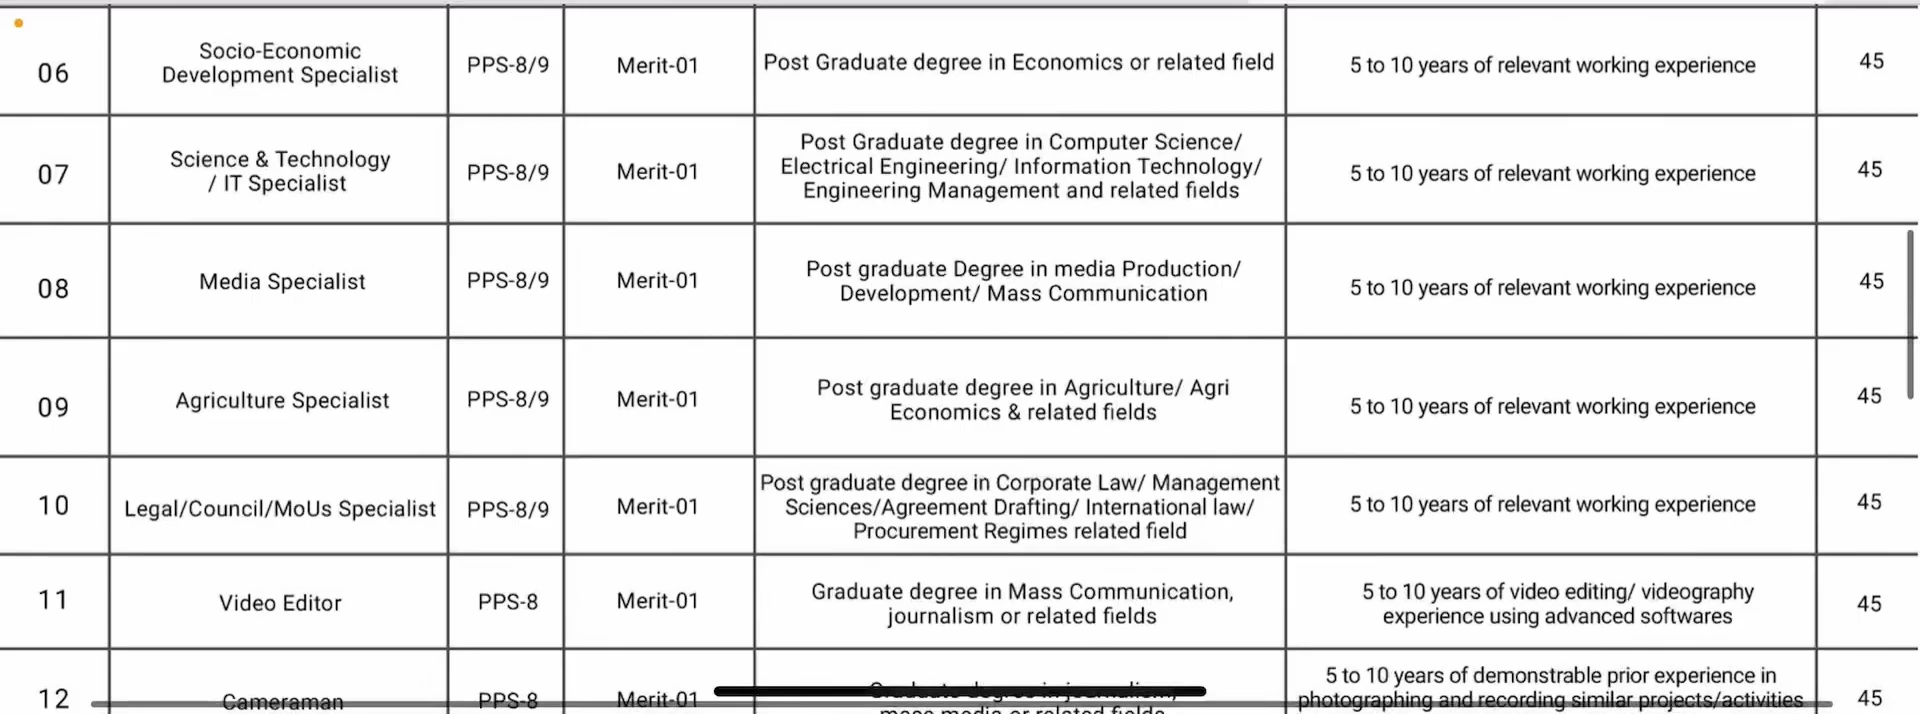 06
Socio-Economic
Development Specialist
PPS-8/9
Merit-01
Post Graduate degree in Economics or related field
5 to 10 years of relevant working experience
45
07
Science & Technology
/ IT Specialist
PPS-8/9
Merit-01
Post Graduate degree in Computer Science/
Electrical Engineering/ Information Technology/
Engineering Management and related fields
5 to 10 years of relevant working experience
45
08
Media Specialist
PPS-8/9
Merit-01
Post graduate Degree in media Production/
Development/ Mass Communication
5 to 10 years of relevant working experience
45
09
Agriculture Specialist
PPS-8/9
Merit-01
Post graduate degree in Agriculture/ Agri
Economics & related fields
5 to 10 years of relevant working experience
45
10
Legal/Council/MoUs Specialist
PPS-8/9
Merit-01
Post graduate degree in Corporate Law/ Management
Sciences/Agreement Drafting/ International law/
Procurement Regimes related field
5 to 10 years of relevant working experience
45
11
Video Editor
PPS-8
Merit-01
Graduate degree in Mass Communication,
journalism or related fields
5 to 10 years of video editing/ videography
experience using advanced softwares
45
12
Cameraman
PPS-8
Merit-01
Graduate degree in journalism,
mass media or related fields
5 to 10 years of demonstrable prior experience in
photographing and recording similar projects/activities
45